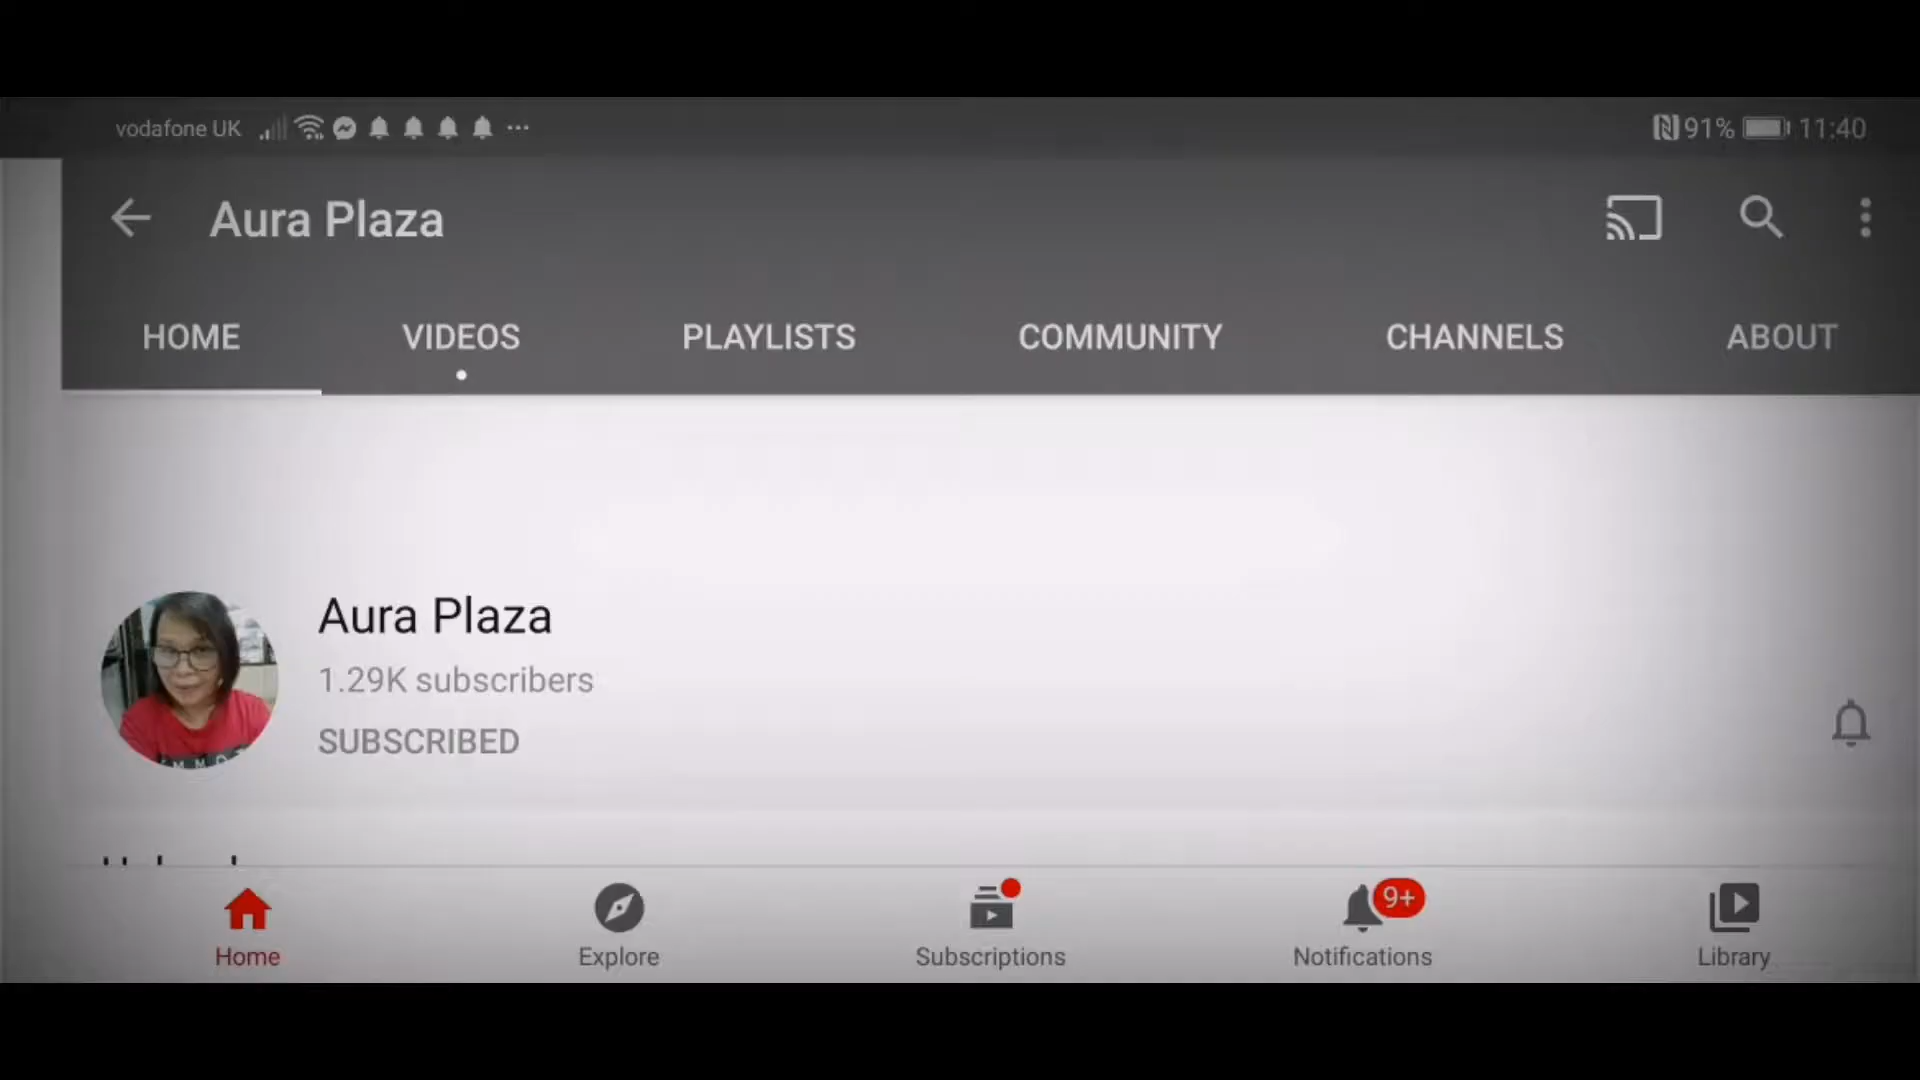 vodafone UK 91% 11:40
Aura Plaza
HOME VIDEOS PLAYLISTS COMMUNITY CHANNELS ABOUT
Aura Plaza
1.29K subscribers
SUBSCRIBED
9+
Home Explore Subscriptions Notifications Library